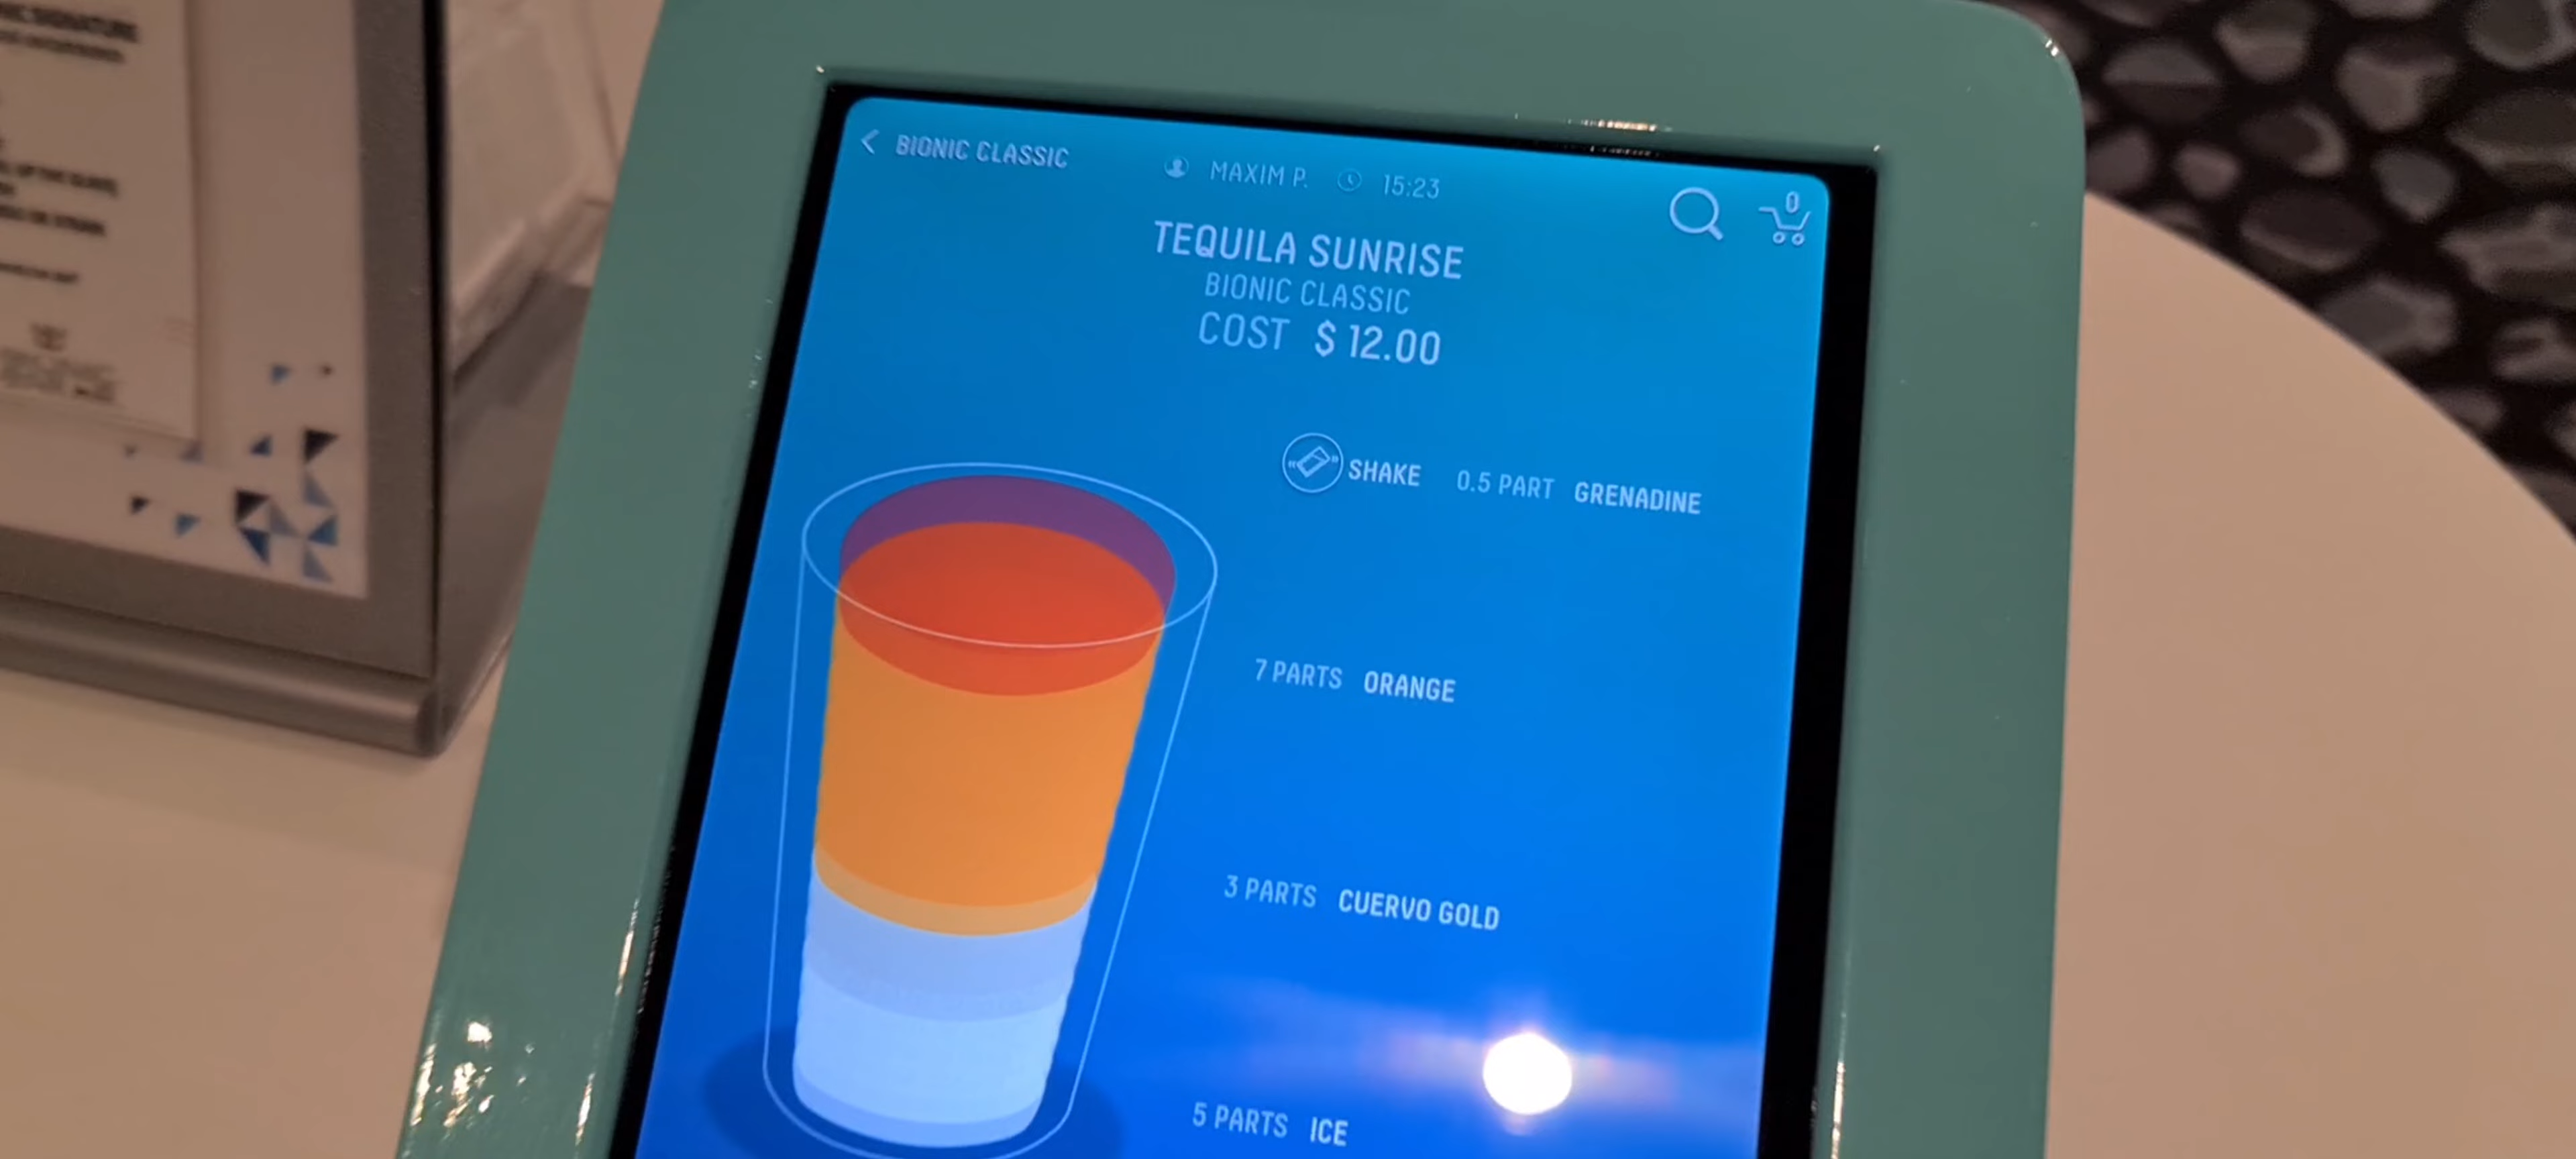 BIONIC CLASSIC
MAXIM P. 15:23
0
TEQUILA SUNRISE
BIONIC CLASSIC
COST $ 12.00
SHAKE 0.5 PART GRENADINE
7 PARTS ORANGE
3 PARTS CUERVO GOLD
5 PARTS ICE